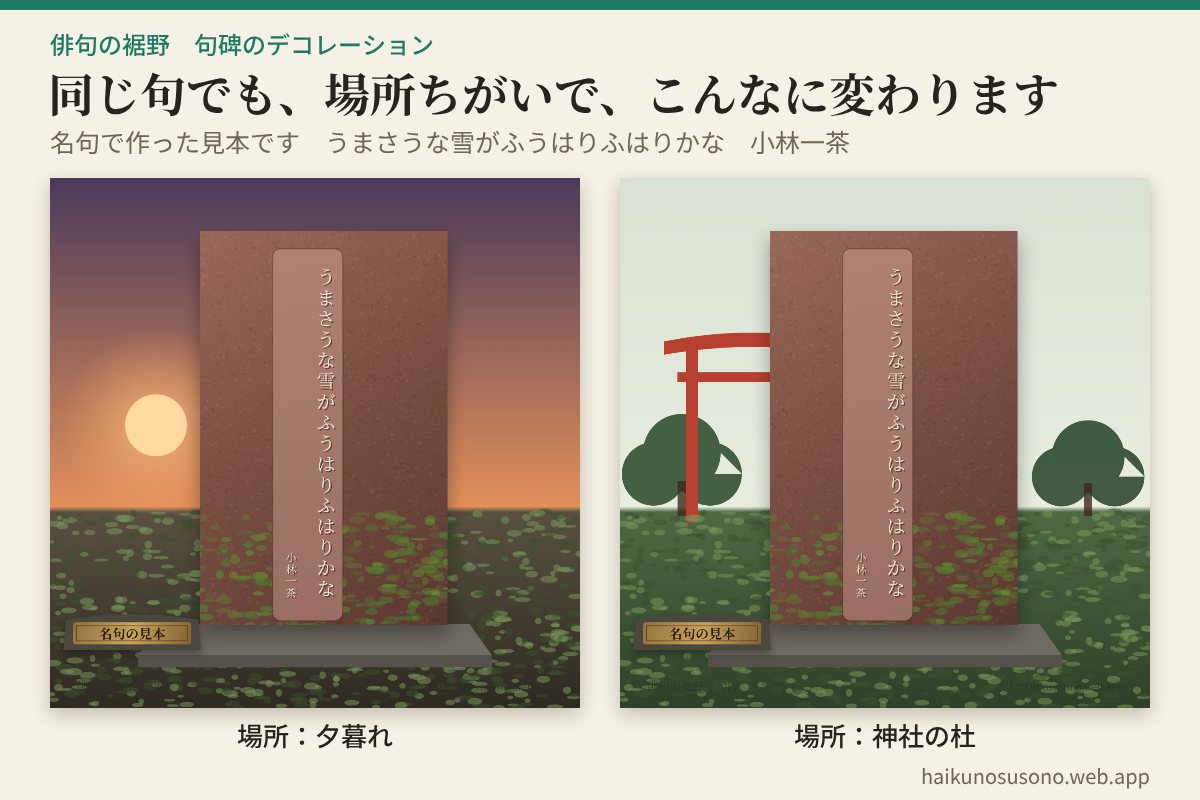 俳句の裾野　句碑のデコレーション
同じ句でも、場所ちがいで、こんなに変わります
名句で作った見本です　うまさうな雪がふうはりふはりかな　小林一茶
うまさうな雪がふうはりふはりかな
小林一茶
名句の見本
うまさうな雪がふうはりふはりかな
小林一茶
名句の見本
場所：夕暮れ
場所：神社の杜
haikunosusono.web.app